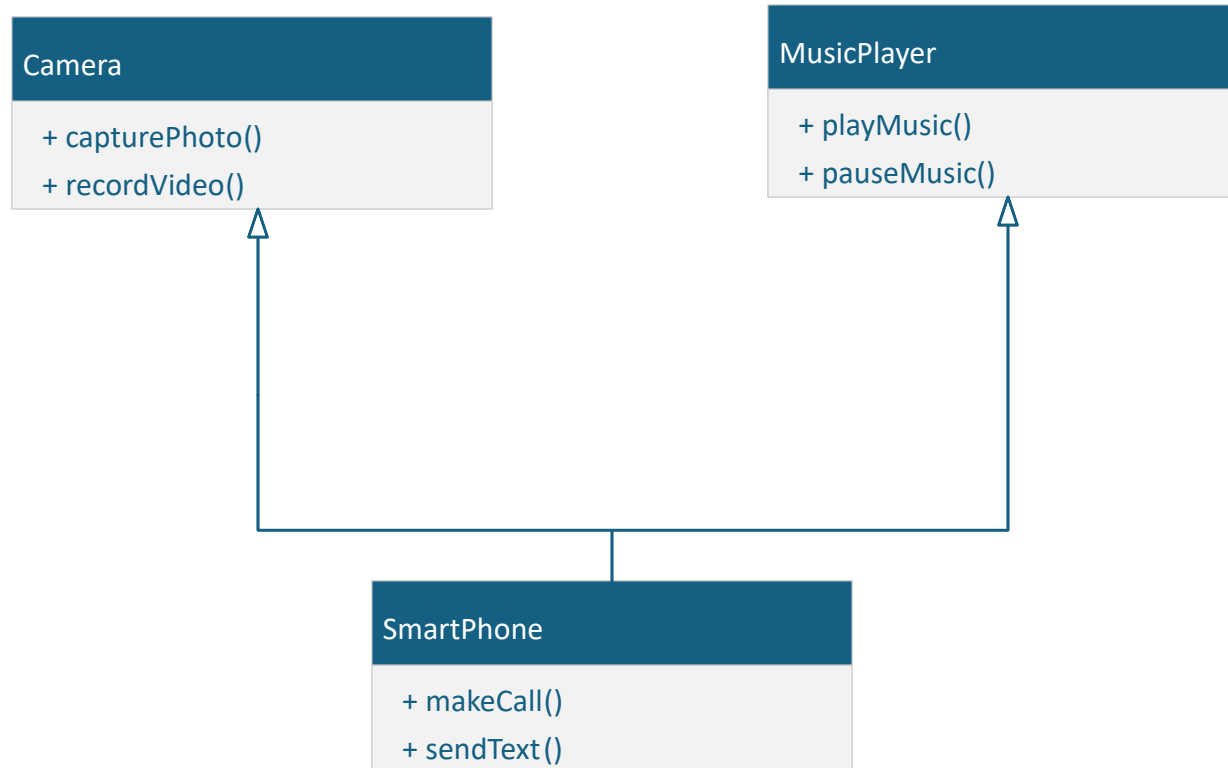 Camera
+ capturePhoto()
+ recordVideo()
MusicPlayer
+ playMusic()
+ pauseMusic()
SmartPhone
+ makeCall()
+ sendText()